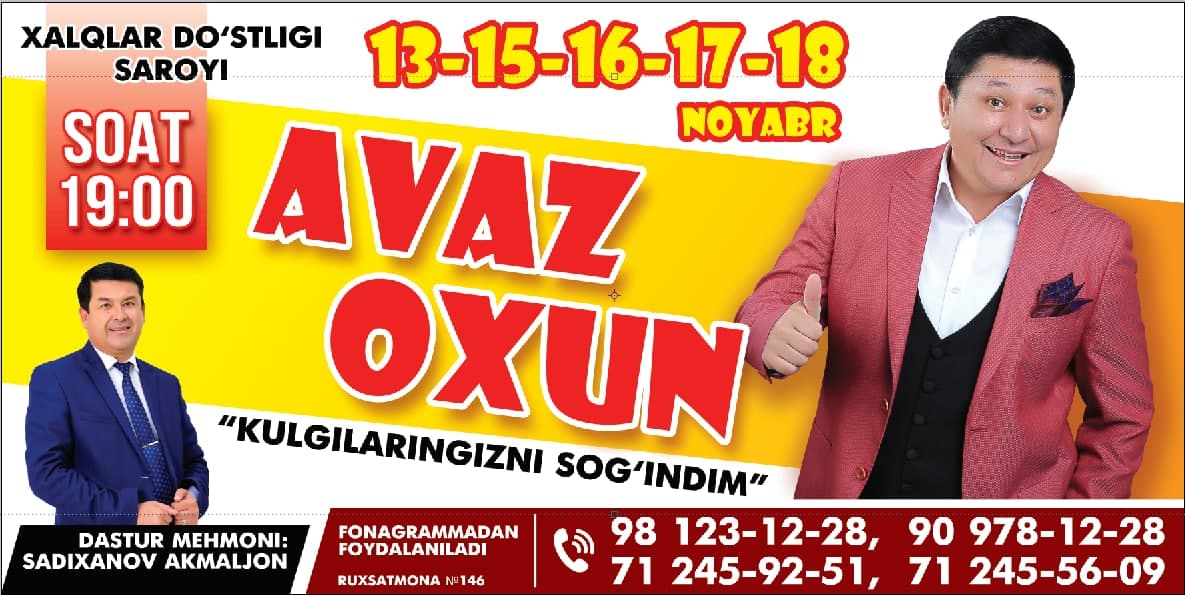 XALQLAR DO‘STLIGI
SAROYI
SOAT
19:00
13-15-16-17-18
NOYABR
AVAZ
OXUN
“KULGILARINGIZNI SOG‘INDIM”
DASTUR MEHMONI:
SADIXANOV AKMALJON
FONAGRAMMADAN
FOYDALANILADI
RUXSATMONA №146
98 123-12-28, 90 978-12-28
71 245-92-51, 71 245-56-09